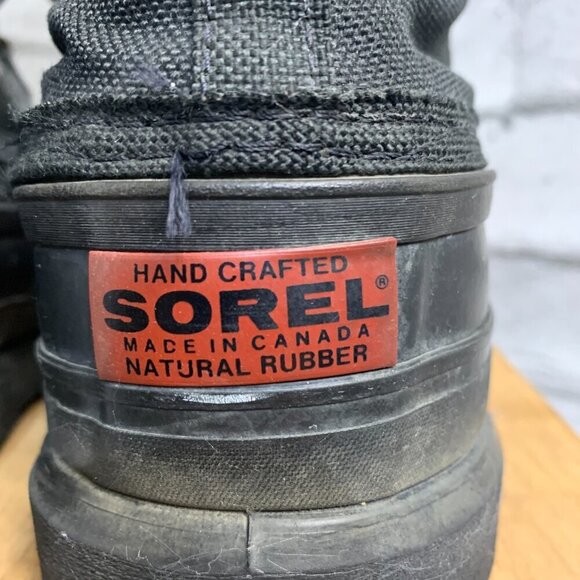 HAND CRAFTED
SOREL®
MADE IN CANADA
NATURAL RUBBER